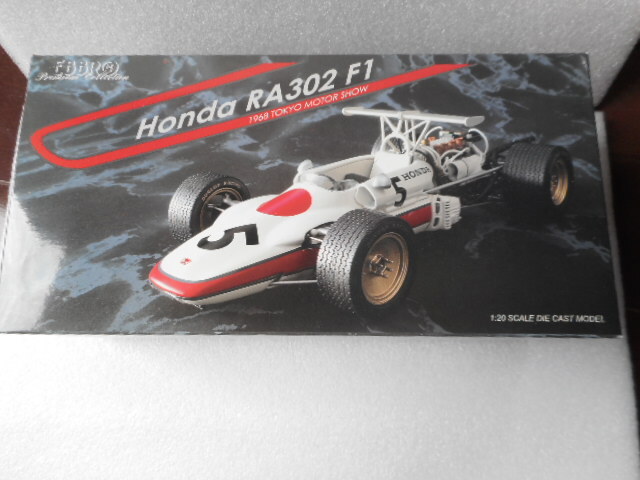 EBBRO
Honda RA302 F1
1968 TOKYO MOTOR SHOW
5
5 HONDA
1:20 SCALE DIE CAST MODEL